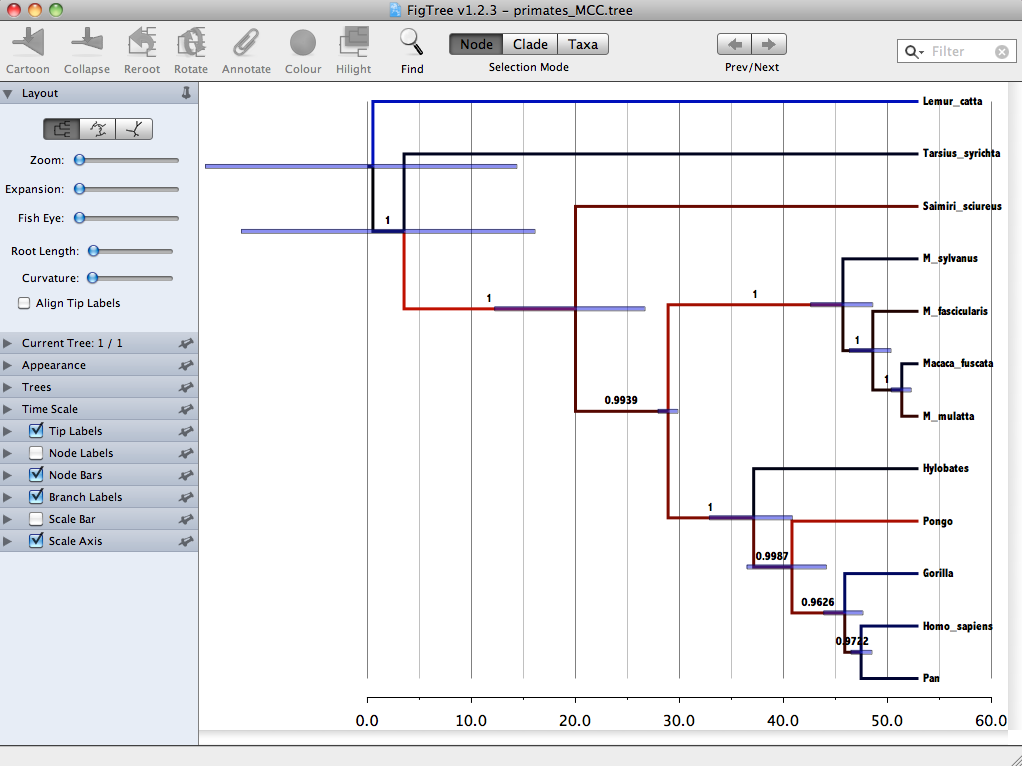 FigTree v1.2.3 - primates_MCC.tree
Node Clade Taxa
Filter
Cartoon Collapse Reroot Rotate Annotate Colour Hilight Find Selection Mode Prev/Next
Layout
Zoom:
Expansion:
Fish Eye:
Root Length:
Curvature:
Align Tip Labels
Current Tree: 1 / 1
Appearance
Trees
Time Scale
Tip Labels
Node Labels
Node Bars
Branch Labels
Scale Bar
Scale Axis
Lemur_catta
Tarsius_syrichta
Saimiri_sciureus
1
M_sylvanus
1
1
M_fascicularis
1
Macaca_fuscata
1
0.9939
M_mulatta
Hylobates
1
Pongo
0.9987
Gorilla
0.9626
Homo_sapiens
0.9722
Pan
0.0 10.0 20.0 30.0 40.0 50.0 60.0